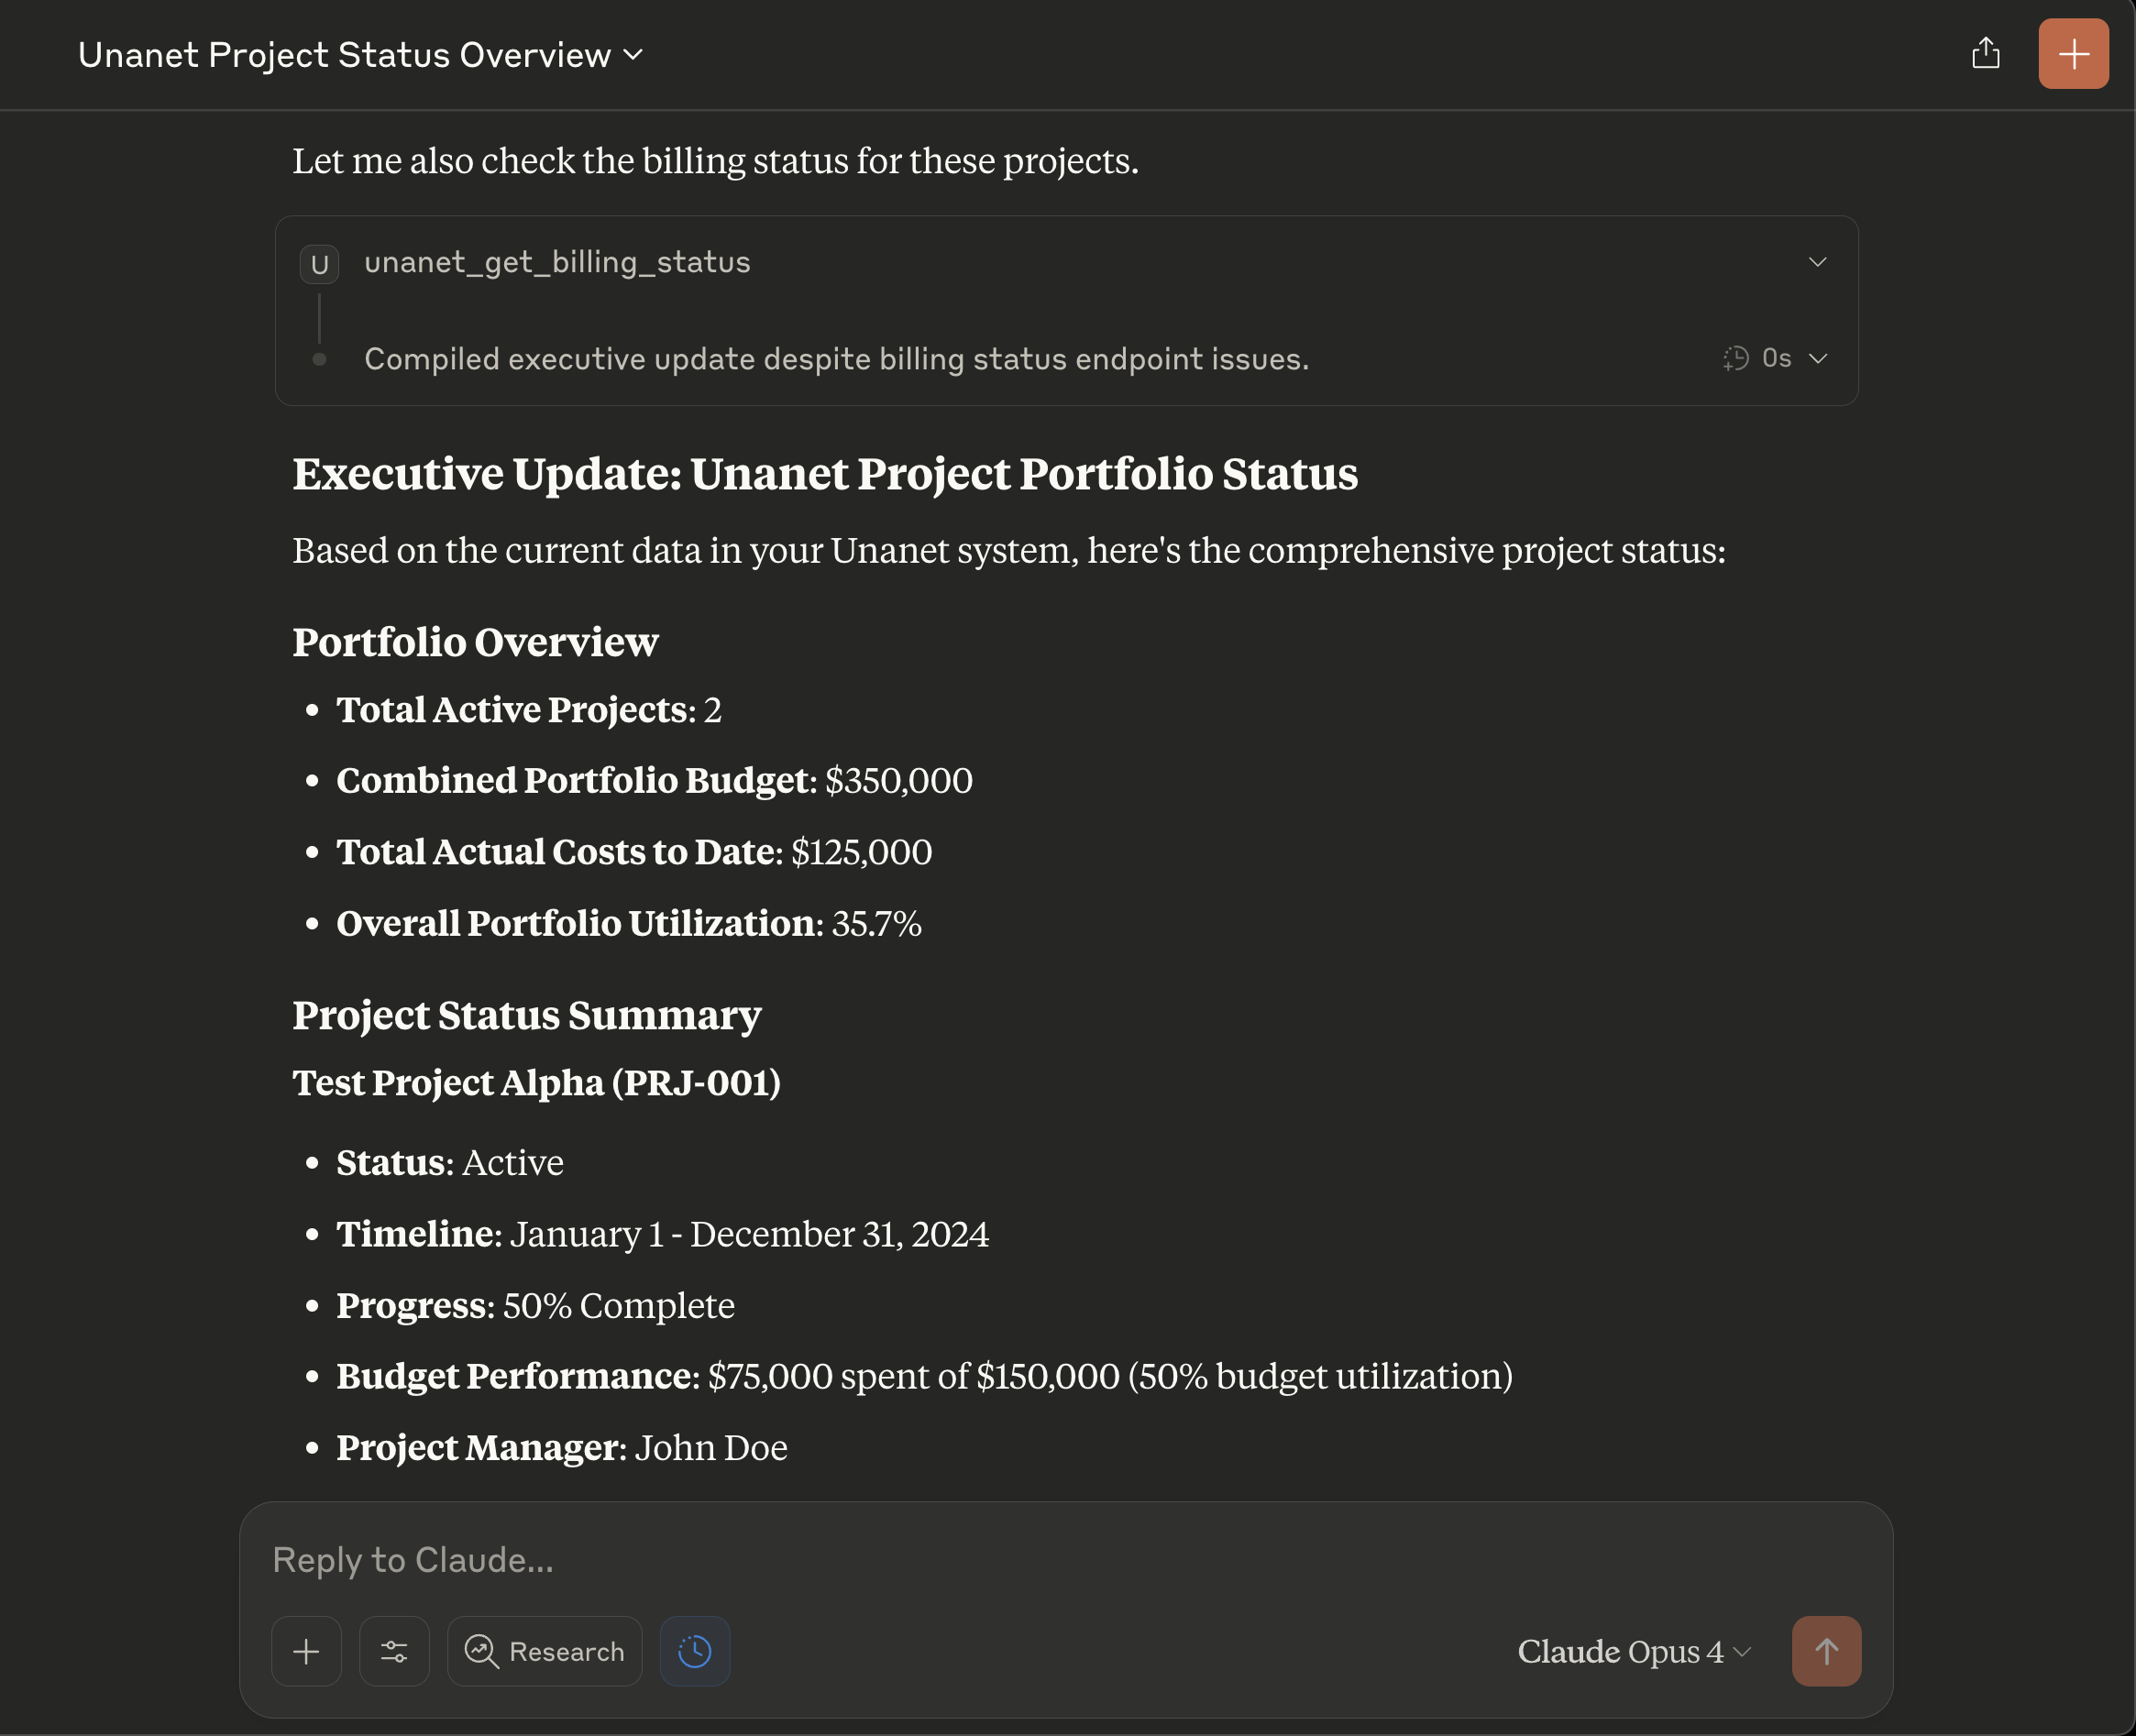 Unanet Project Status Overview
Let me also check the billing status for these projects.
U unanet_get_billing_status
Compiled executive update despite billing status endpoint issues. 0s
Executive Update: Unanet Project Portfolio Status
Based on the current data in your Unanet system, here's the comprehensive project status:
Portfolio Overview
• Total Active Projects: 2
• Combined Portfolio Budget: $350,000
• Total Actual Costs to Date: $125,000
• Overall Portfolio Utilization: 35.7%
Project Status Summary
Test Project Alpha (PRJ-001)
• Status: Active
• Timeline: January 1 - December 31, 2024
• Progress: 50% Complete
• Budget Performance: $75,000 spent of $150,000 (50% budget utilization)
• Project Manager: John Doe
Reply to Claude...
Research Claude Opus 4